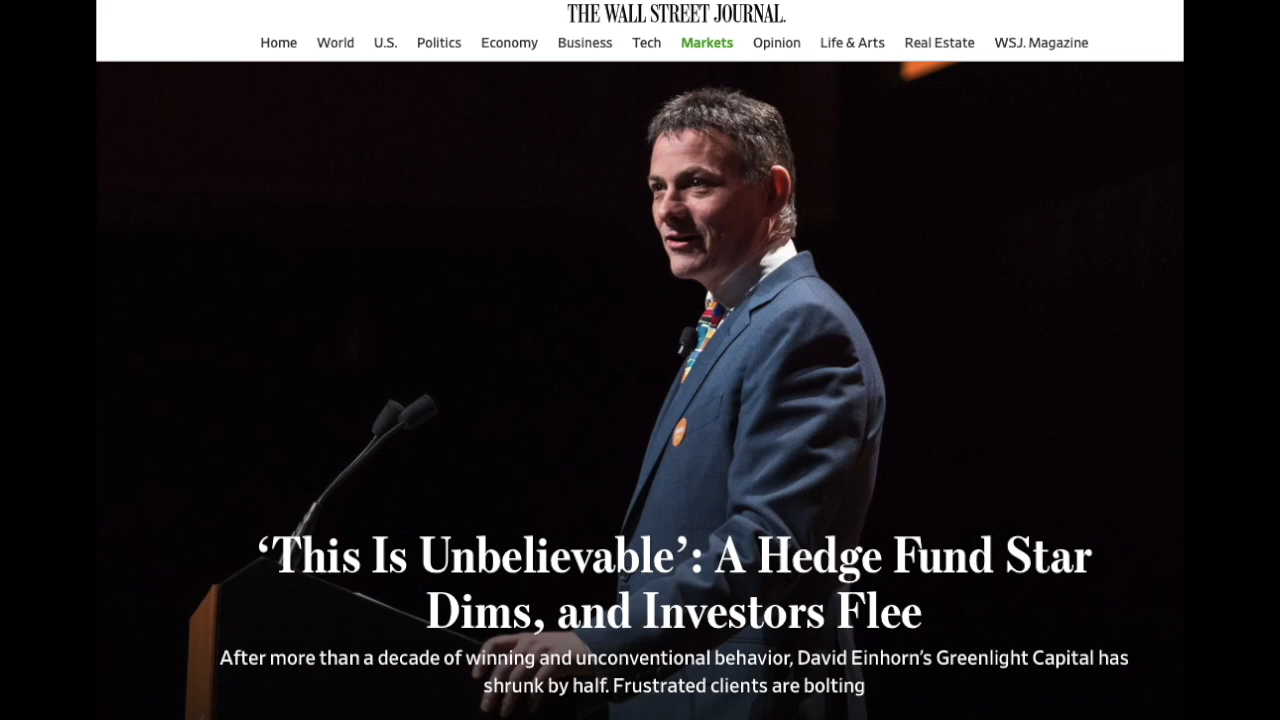 THE WALL STREET JOURNAL.
Home World U.S. Politics Economy Business Tech Markets Opinion Life & Arts Real Estate WSJ. Magazine
‘This Is Unbelievable’: A Hedge Fund Star
Dims, and Investors Flee
After more than a decade of winning and unconventional behavior, David Einhorn’s Greenlight Capital has
shrunk by half. Frustrated clients are bolting